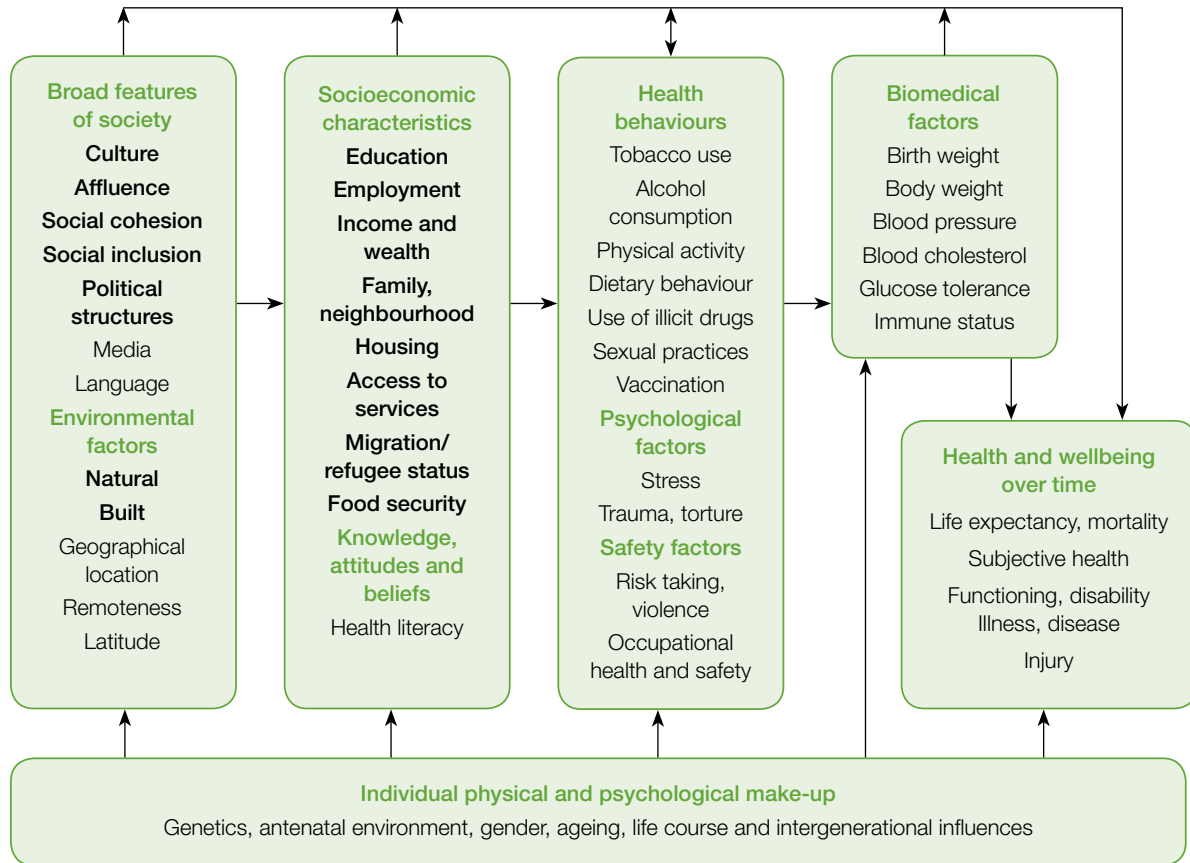 Broad features
of society
Culture
Affluence
Social cohesion
Social inclusion
Political
structures
Media
Language
Environmental
factors
Natural
Built
Geographical
location
Remoteness
Latitude
Socioeconomic
characteristics
Education
Employment
Income and
wealth
Family,
neighbourhood
Housing
Access to
services
Migration/
refugee status
Food security
Knowledge,
attitudes and
beliefs
Health literacy
Health
behaviours
Tobacco use
Alcohol
consumption
Physical activity
Dietary behaviour
Use of illicit drugs
Sexual practices
Vaccination
Psychological
factors
Stress
Trauma, torture
Safety factors
Risk taking,
violence
Occupational
health and safety
Biomedical
factors
Birth weight
Body weight
Blood pressure
Blood cholesterol
Glucose tolerance
Immune status
Health and wellbeing
over time
Life expectancy, mortality
Subjective health
Functioning, disability
Illness, disease
Injury
Individual physical and psychological make-up
Genetics, antenatal environment, gender, ageing, life course and intergenerational influences